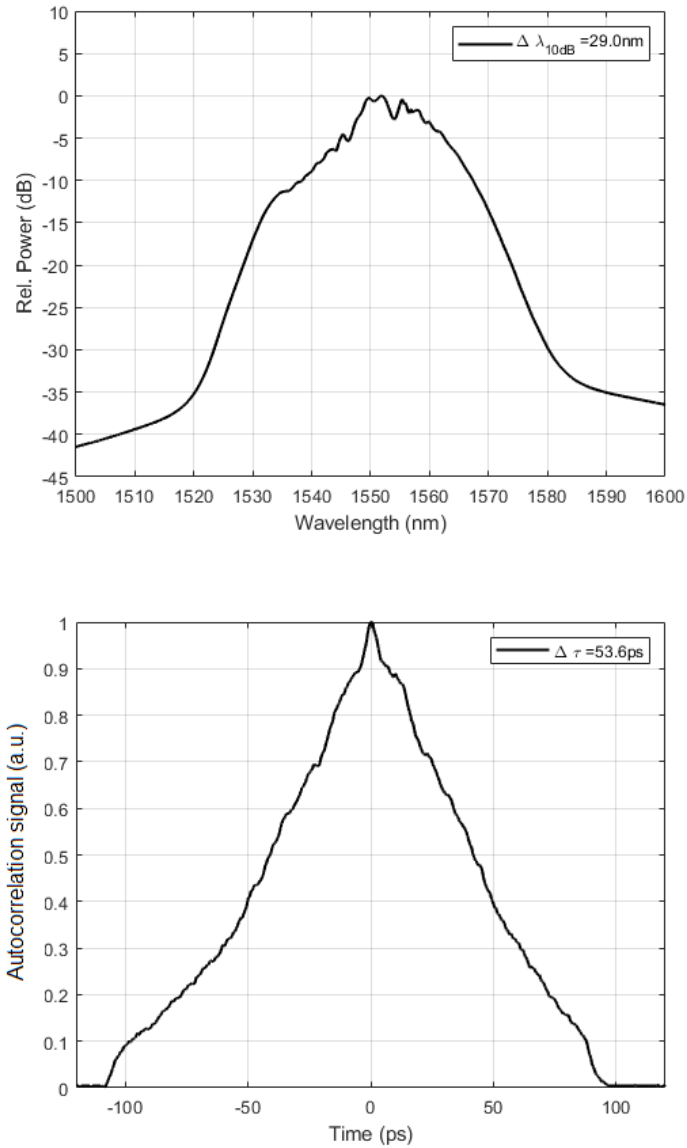 10
5
0
-5
-10
-15
-20
-25
-30
-35
-40
-45
Rel. Power (dB)
Δ λ10dB =29.0nm
1500 1510 1520 1530 1540 1550 1560 1570 1580 1590 1600
Wavelength (nm)
1
0.9
0.8
0.7
0.6
0.5
0.4
0.3
0.2
0.1
0
Autocorrelation signal (a.u.)
Δ τ =53.6ps
-100 -50 0 50 100
Time (ps)